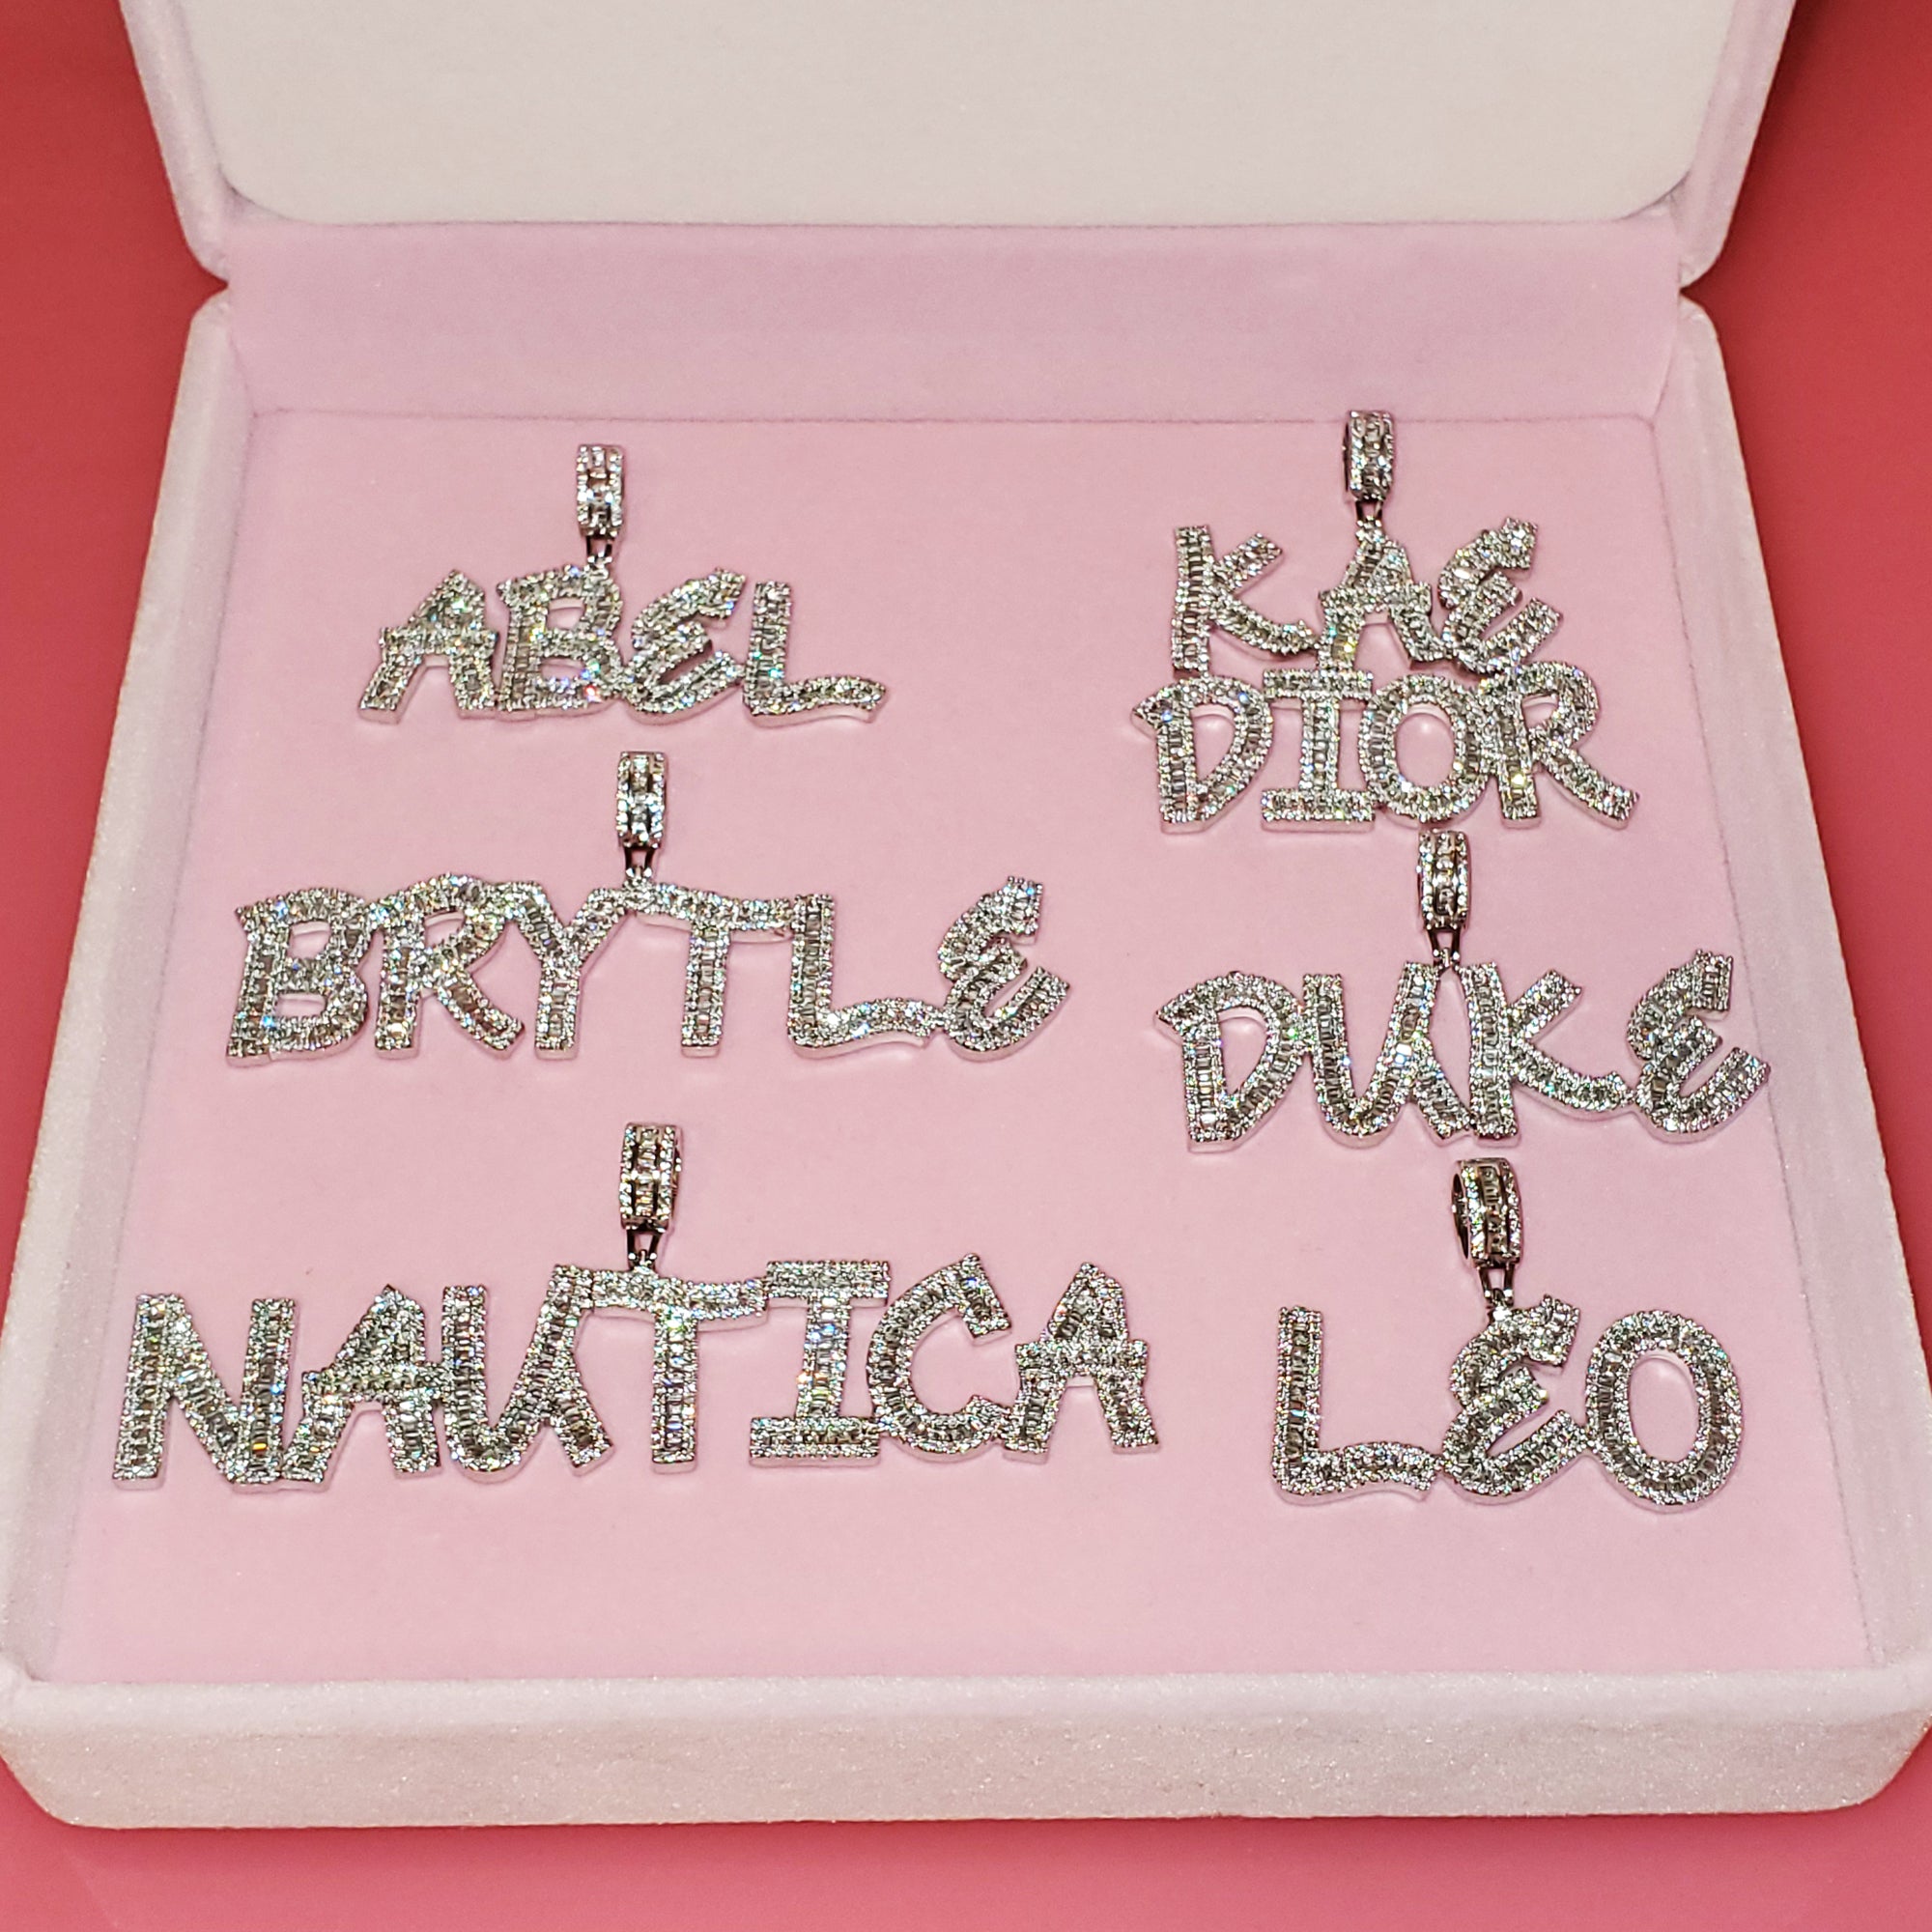 ABEL
KAE
DIOR
BRYTLE
DUKE
NAUTICA
LEO